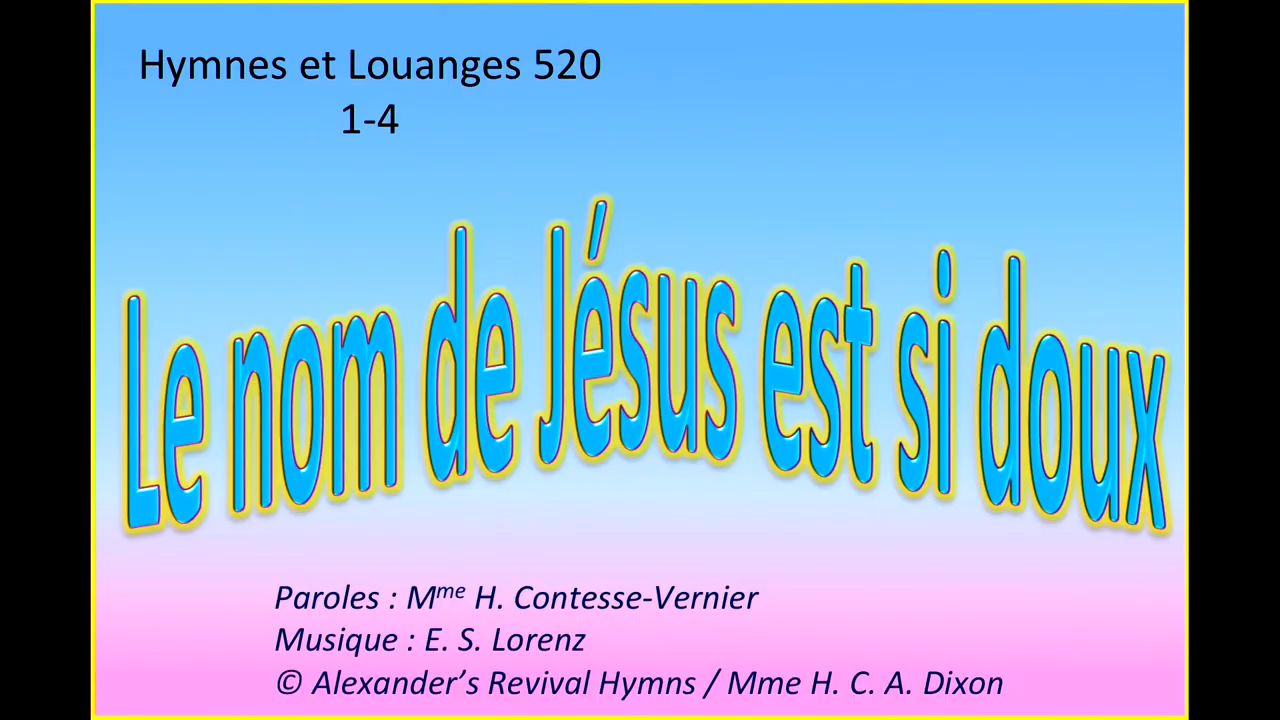 Hymnes et Louanges 520
1-4
Le nom de Jésus est si doux
Paroles : Mme H. Contesse-Vernier
Musique : E. S. Lorenz
© Alexander’s Revival Hymns / Mme H. C. A. Dixon